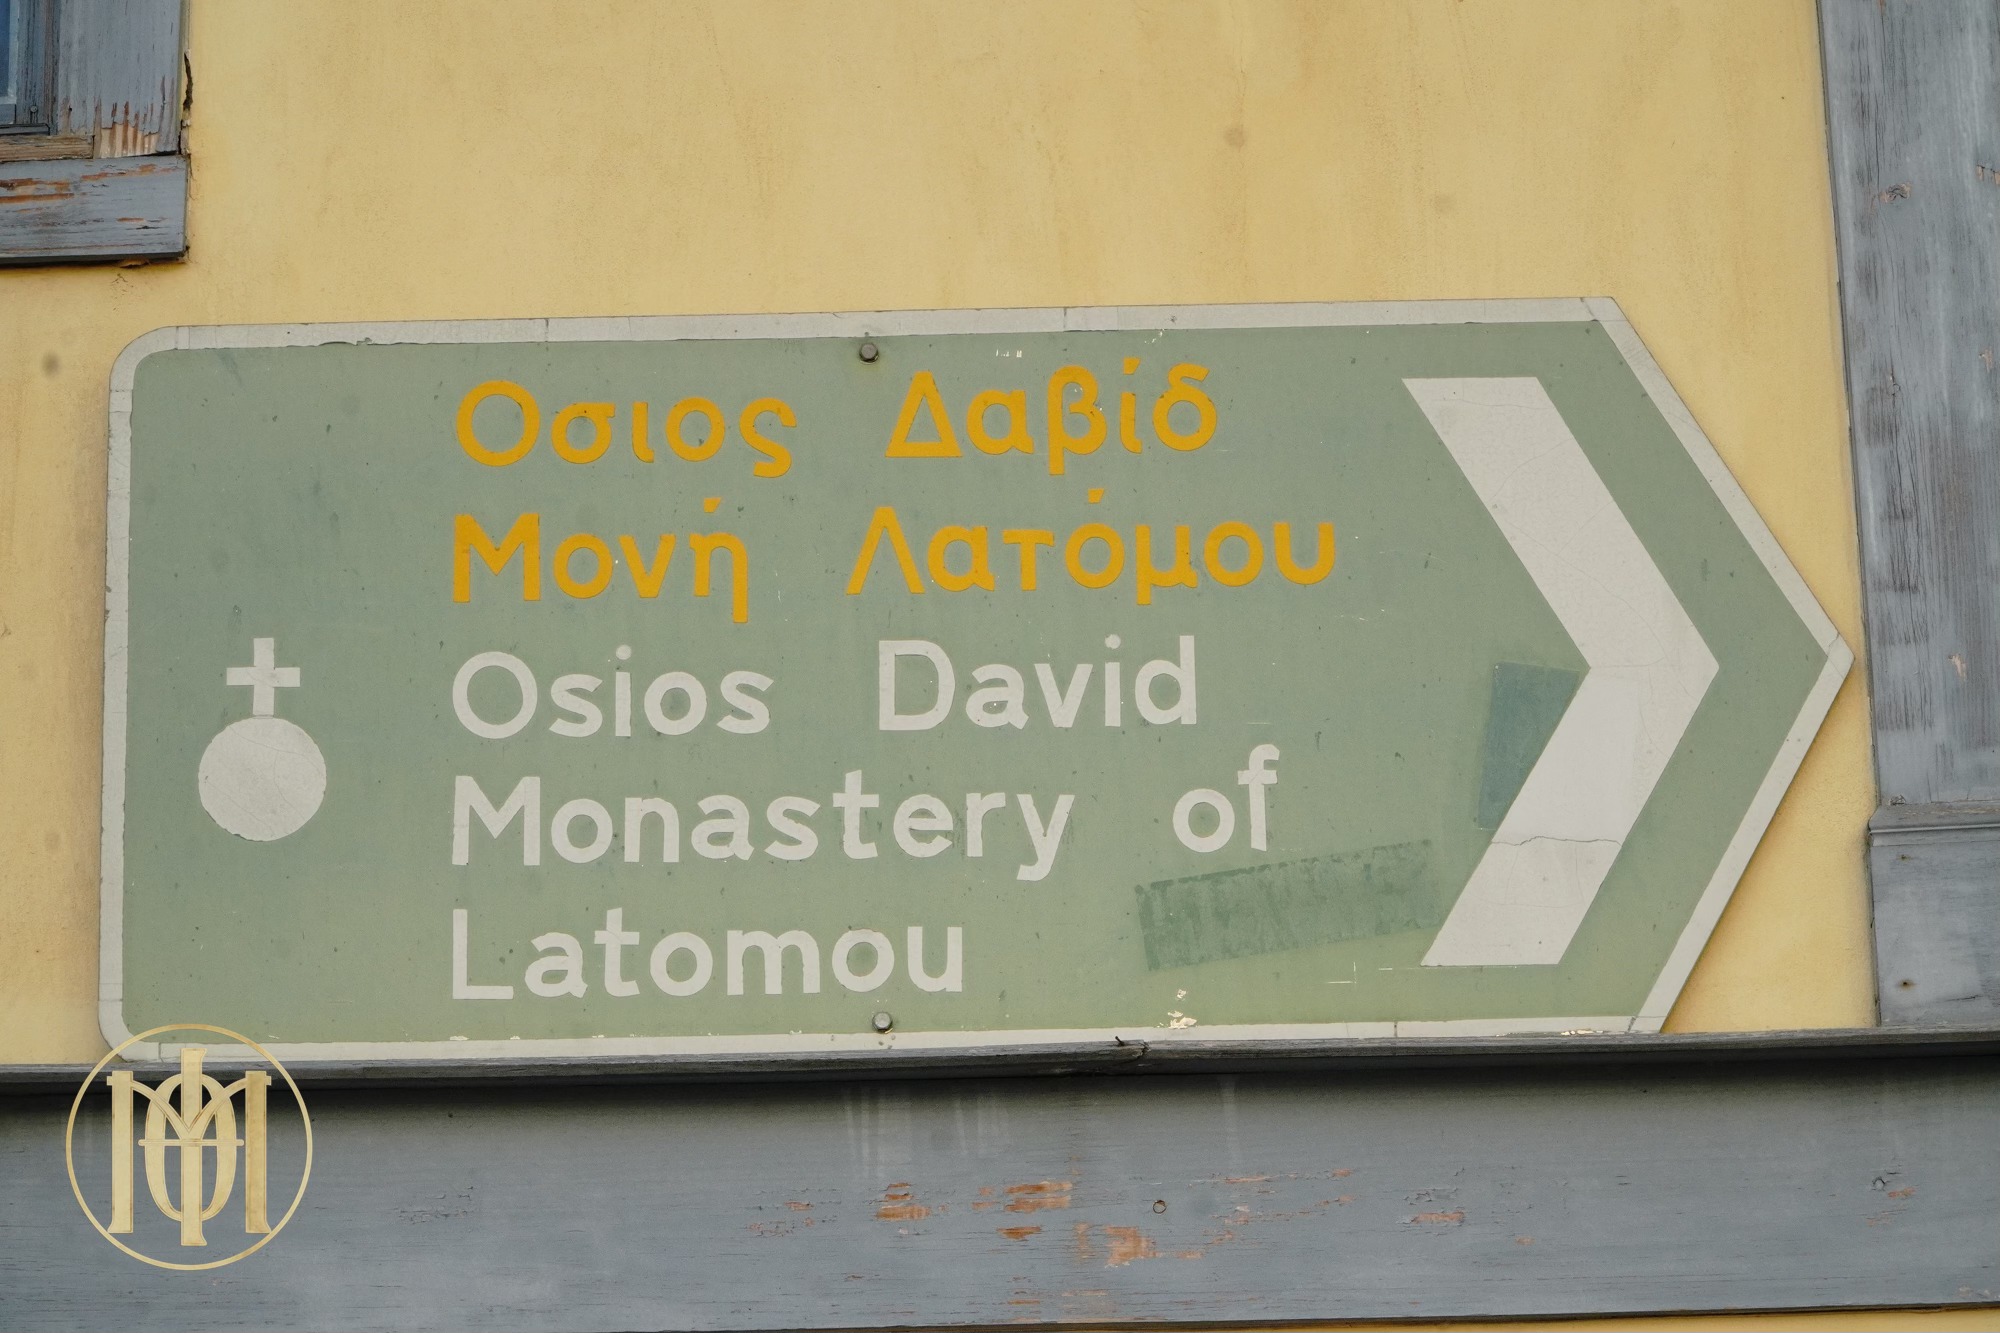 Οσιος Δαβίδ
Μονή Λατόμου
Osios David
Monastery of
Latomou